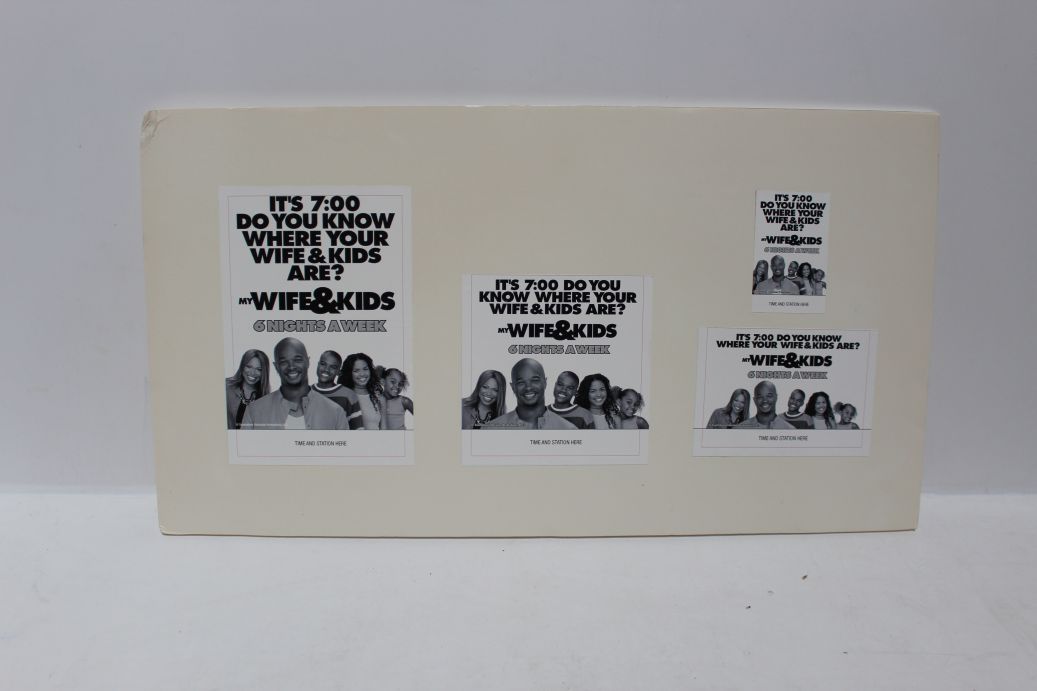 IT'S 7:00
DO YOU KNOW
WHERE YOUR
WIFE & KIDS
ARE?
MY WIFE & KIDS
6 NIGHTS A WEEK
TIME AND STATION HERE
IT'S 7:00 DO YOU
KNOW WHERE YOUR
WIFE & KIDS ARE?
MY WIFE & KIDS
6 NIGHTS A WEEK
TIME AND STATION HERE
IT'S 7:00
DO YOU KNOW
WHERE YOUR
WIFE & KIDS
ARE?
MY WIFE & KIDS
6 NIGHTS A WEEK
TIME AND STATION HERE
IT'S 7:00 DO YOU KNOW
WHERE YOUR WIFE & KIDS ARE?
MY WIFE & KIDS
6 NIGHTS A WEEK
TIME AND STATION HERE